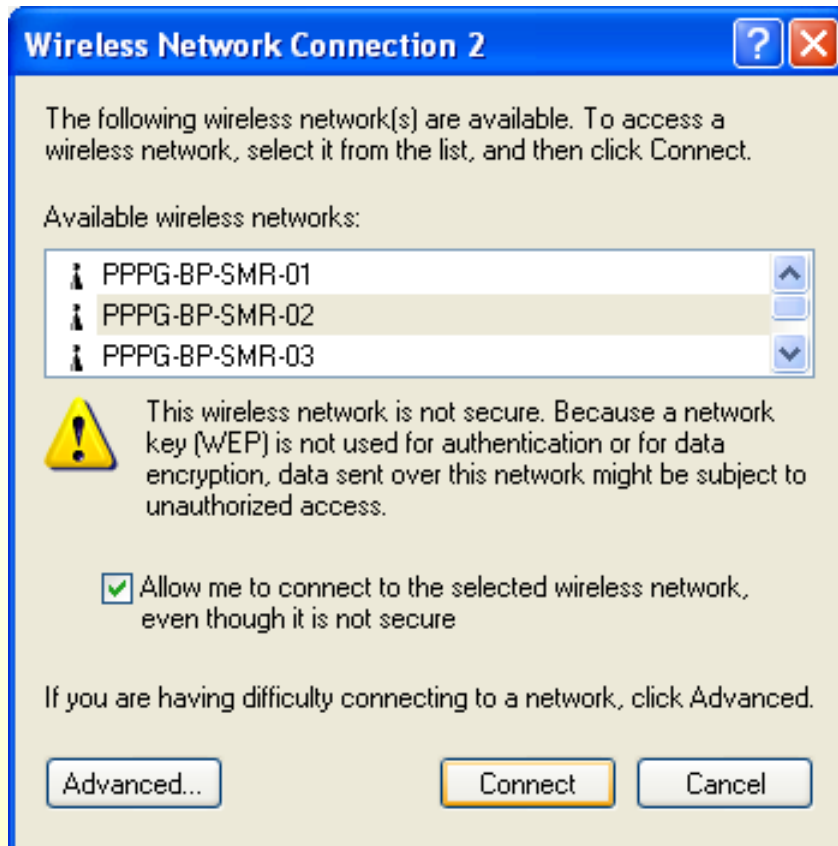 Wireless Network Connection 2
?
The following wireless network(s) are available. To access a
wireless network, select it from the list, and then click Connect.
Available wireless networks:
PPPG-BP-SMR-01
PPPG-BP-SMR-02
PPPG-BP-SMR-03
This wireless network is not secure. Because a network
key (WEP) is not used for authentication or for data
encryption, data sent over this network might be subject to
unauthorized access.
Allow me to connect to the selected wireless network,
even though it is not secure
If you are having difficulty connecting to a network, click Advanced.
Advanced... Connect Cancel